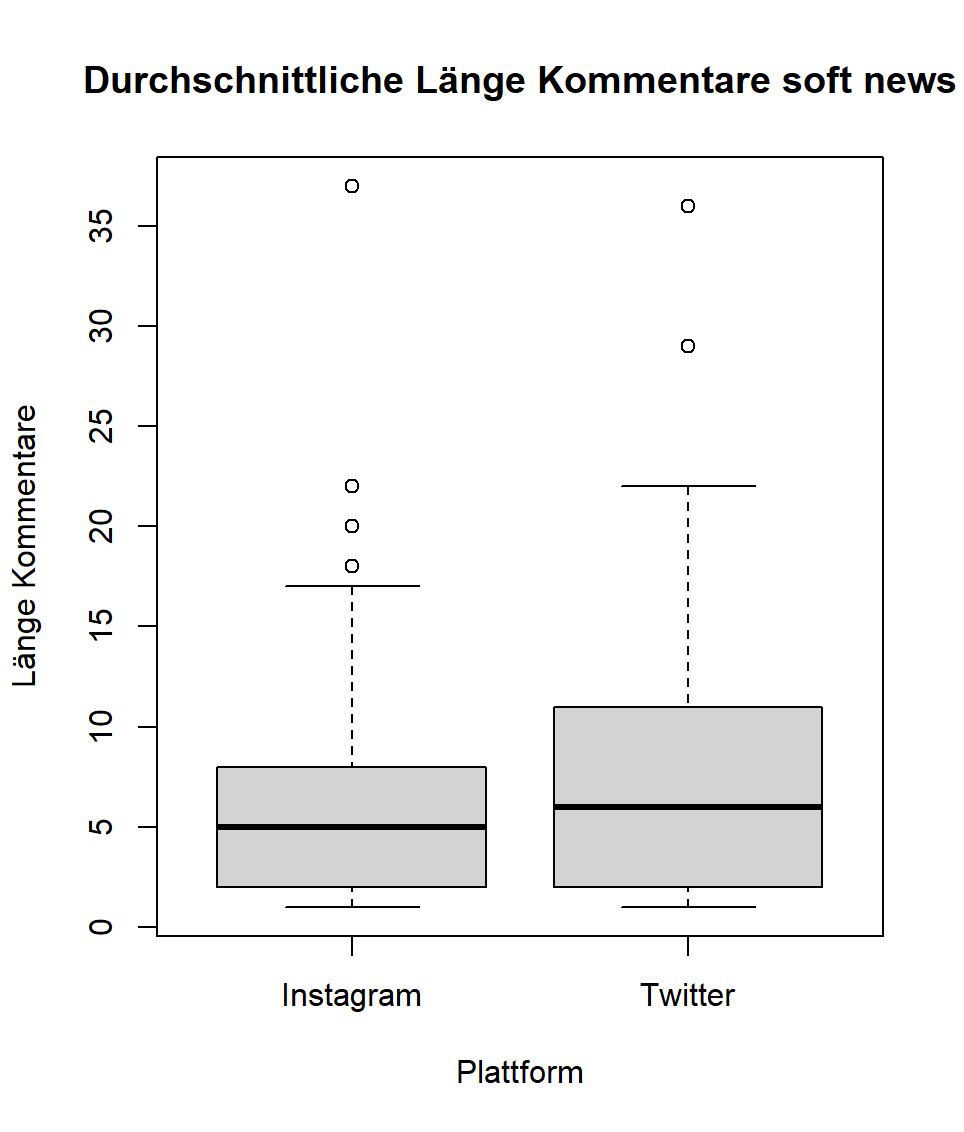 Durchschnittliche Länge Kommentare soft news
Länge Kommentare
35
30
25
20
15
10
5
0
Instagram Twitter
Plattform